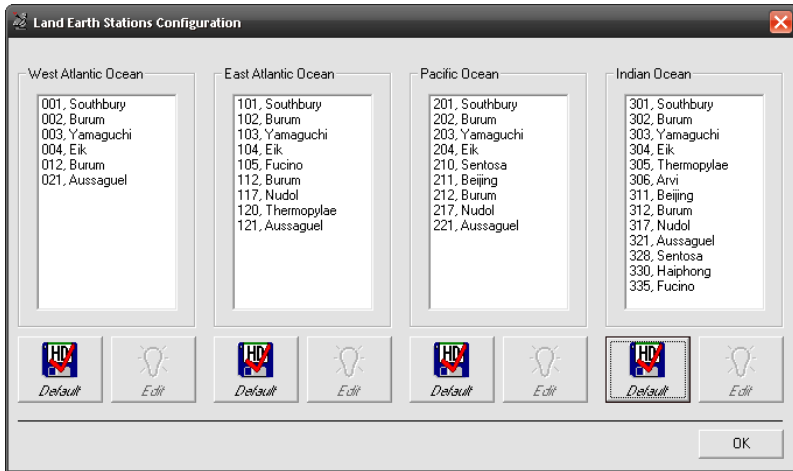 Land Earth Stations Configuration
West Atlantic Ocean
001, Southbury
002, Burum
003, Yamaguchi
004, Eik
012, Burum
021, Aussaguel
East Atlantic Ocean
101, Southbury
102, Burum
103, Yamaguchi
104, Eik
105, Fucino
112, Burum
117, Nudol
120, Thermopylae
121, Aussaguel
Pacific Ocean
201, Southbury
202, Burum
203, Yamaguchi
204, Eik
210, Sentosa
211, Beijing
212, Burum
217, Nudol
221, Aussaguel
Indian Ocean
301, Southbury
302, Burum
303, Yamaguchi
304, Eik
305, Thermopylae
306, Arvi
311, Beijing
312, Burum
317, Nudol
321, Aussaguel
328, Sentosa
330, Haiphong
335, Fucino
HD
Default
Edit
HD
Default
Edit
HD
Default
Edit
HD
Default
Edit
OK